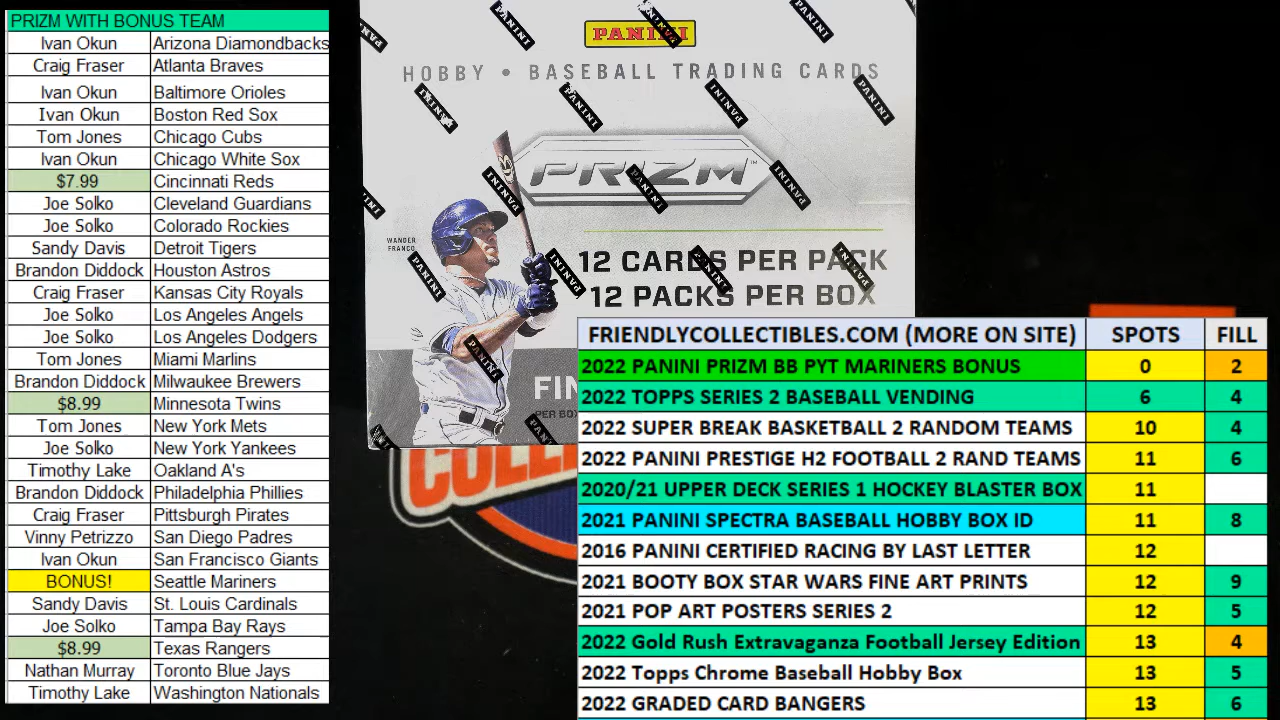 PRIZM WITH BONUS TEAM
Ivan Okun Arizona Diamondbacks
Craig Fraser Atlanta Braves
Ivan Okun Baltimore Orioles
Ivan Okun Boston Red Sox
Tom Jones Chicago Cubs
Ivan Okun Chicago White Sox
$7.99 Cincinnati Reds
Joe Solko Cleveland Guardians
Joe Solko Colorado Rockies
Sandy Davis Detroit Tigers
Brandon Diddock Houston Astros
Craig Fraser Kansas City Royals
Joe Solko Los Angeles Angels
Joe Solko Los Angeles Dodgers
Tom Jones Miami Marlins
Brandon Diddock Milwaukee Brewers
$8.99 Minnesota Twins
Tom Jones New York Mets
Joe Solko New York Yankees
Timothy Lake Oakland A's
Brandon Diddock Philadelphia Phillies
Craig Fraser Pittsburgh Pirates
Vinny Petrizzo San Diego Padres
Ivan Okun San Francisco Giants
BONUS! Seattle Mariners
Sandy Davis St. Louis Cardinals
Joe Solko Tampa Bay Rays
$8.99 Texas Rangers
Nathan Murray Toronto Blue Jays
Timothy Lake Washington Nationals
PANINI
HOBBY • BASEBALL TRADING CARDS
PRIZM™
WANDER
FRANCO
12 CARDS PER PACK
12 PACKS PER BOX
FIN
PER BOX
COLLE
FRIENDLYCOLLECTIBLES.COM (MORE ON SITE) SPOTS FILL
2022 PANINI PRIZM BB PYT MARINERS BONUS 0 2
2022 TOPPS SERIES 2 BASEBALL VENDING 6 4
2022 SUPER BREAK BASKETBALL 2 RANDOM TEAMS 10 4
2022 PANINI PRESTIGE H2 FOOTBALL 2 RAND TEAMS 11 6
2020/21 UPPER DECK SERIES 1 HOCKEY BLASTER BOX 11
2021 PANINI SPECTRA BASEBALL HOBBY BOX ID 11 8
2016 PANINI CERTIFIED RACING BY LAST LETTER 12
2021 BOOTY BOX STAR WARS FINE ART PRINTS 12 9
2021 POP ART POSTERS SERIES 2 12 5
2022 Gold Rush Extravaganza Football Jersey Edition 13 4
2022 Topps Chrome Baseball Hobby Box 13 5
2022 GRADED CARD BANGERS 13 6